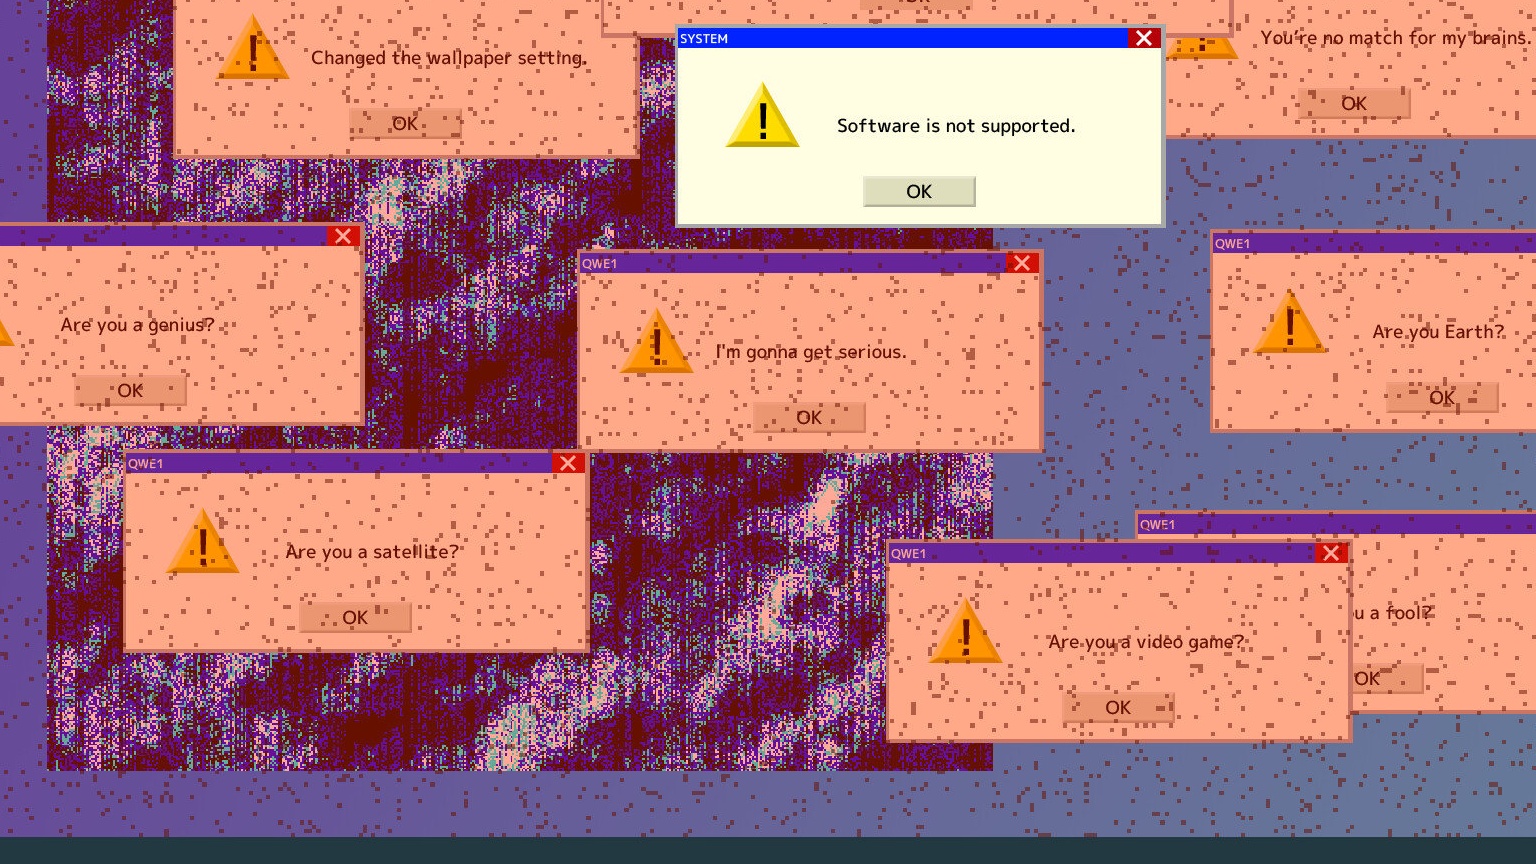 OK
SYSTEM
Software is not supported.
OK
Changed the wallpaper setting.
OK
You're no match for my brains.
OK
Are you a genius?
OK
QWE1
I'm gonna get serious.
OK
QWE1
Are you Earth?
OK
QWE1
Are you a satellite?
OK
QWE1
u a fool?
OK
QWE1
Are you a video game?
OK